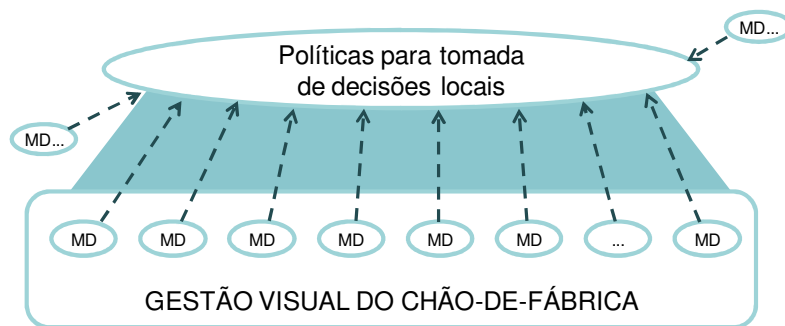 Políticas para tomada
de decisões locais
MD...
MD...
MD
MD
MD
MD
MD
MD
...
MD
GESTÃO VISUAL DO CHÃO-DE-FÁBRICA